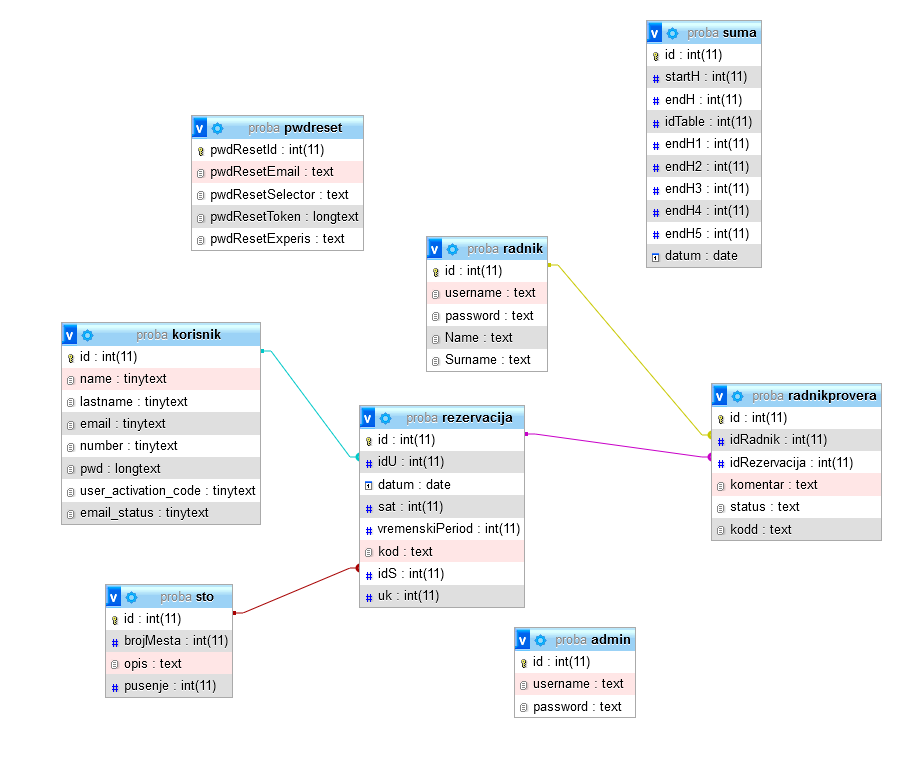 proba suma
id : int(11)
startH : int(11)
endH : int(11)
idTable : int(11)
endH1 : int(11)
endH2 : int(11)
endH3 : int(11)
endH4 : int(11)
endH5 : int(11)
datum : date
proba pwdreset
pwdResetId : int(11)
pwdResetEmail : text
pwdResetSelector : text
pwdResetToken : longtext
pwdResetExperis : text
proba radnik
id : int(11)
username : text
password : text
Name : text
Surname : text
proba korisnik
id : int(11)
name : tinytext
lastname : tinytext
email : tinytext
number : tinytext
pwd : longtext
user_activation_code : tinytext
email_status : tinytext
proba rezervacija
id : int(11)
idU : int(11)
datum : date
sat : int(11)
vremenskiPeriod : int(11)
kod : text
idS : int(11)
uk : int(11)
proba radnikprovera
id : int(11)
idRadnik : int(11)
idRezervacija : int(11)
komentar : text
status : text
kodd : text
proba sto
id : int(11)
brojMesta : int(11)
opis : text
pusenje : int(11)
proba admin
id : int(11)
username : text
password : text